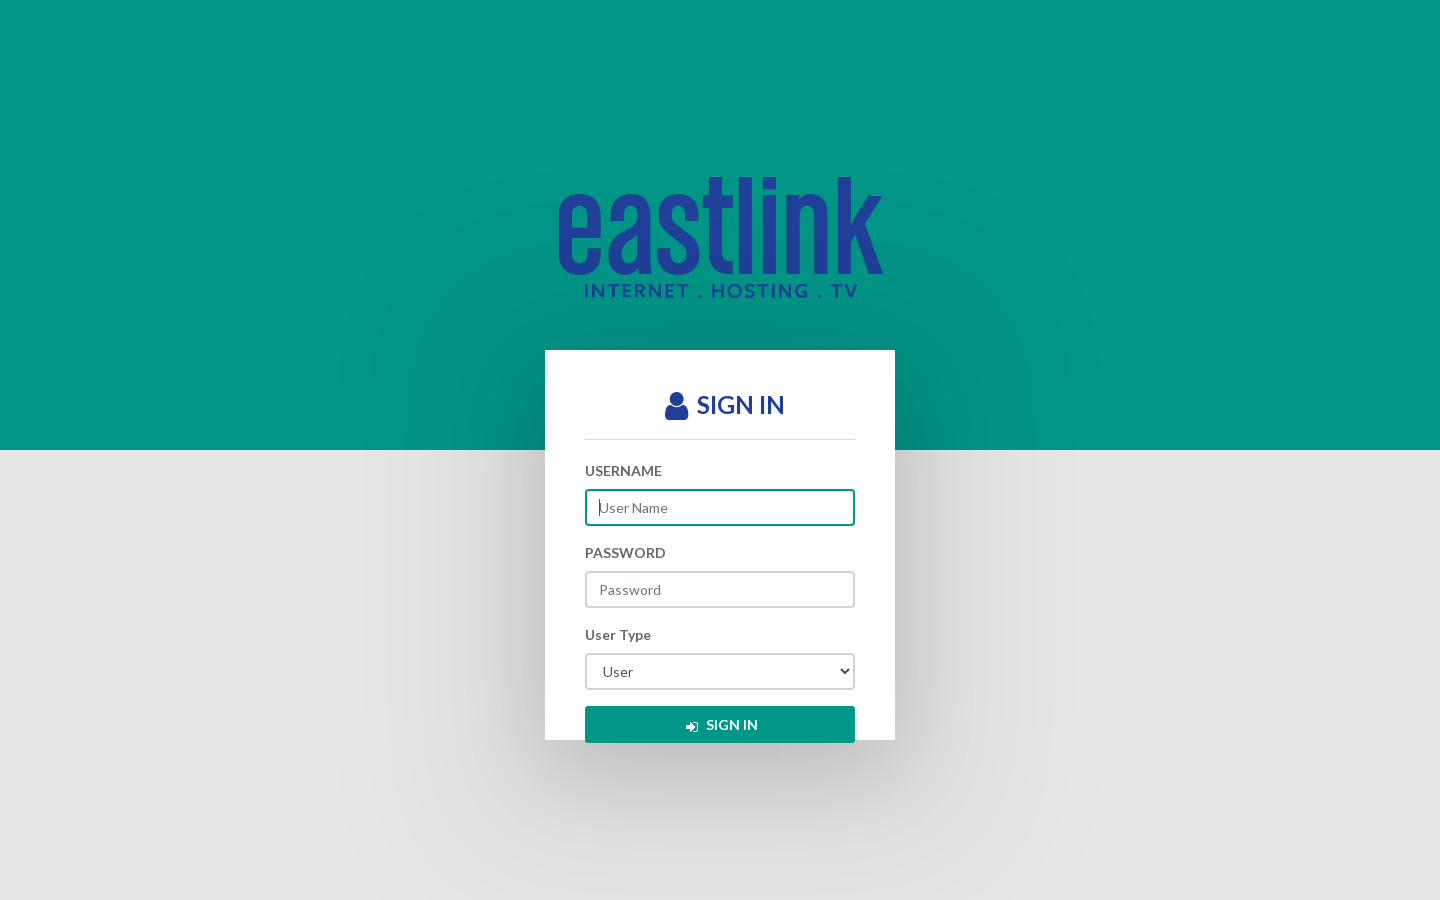 eastlink
INTERNET . HOSTING . TV
SIGN IN
USERNAME
User Name
PASSWORD
Password
User Type
User
SIGN IN